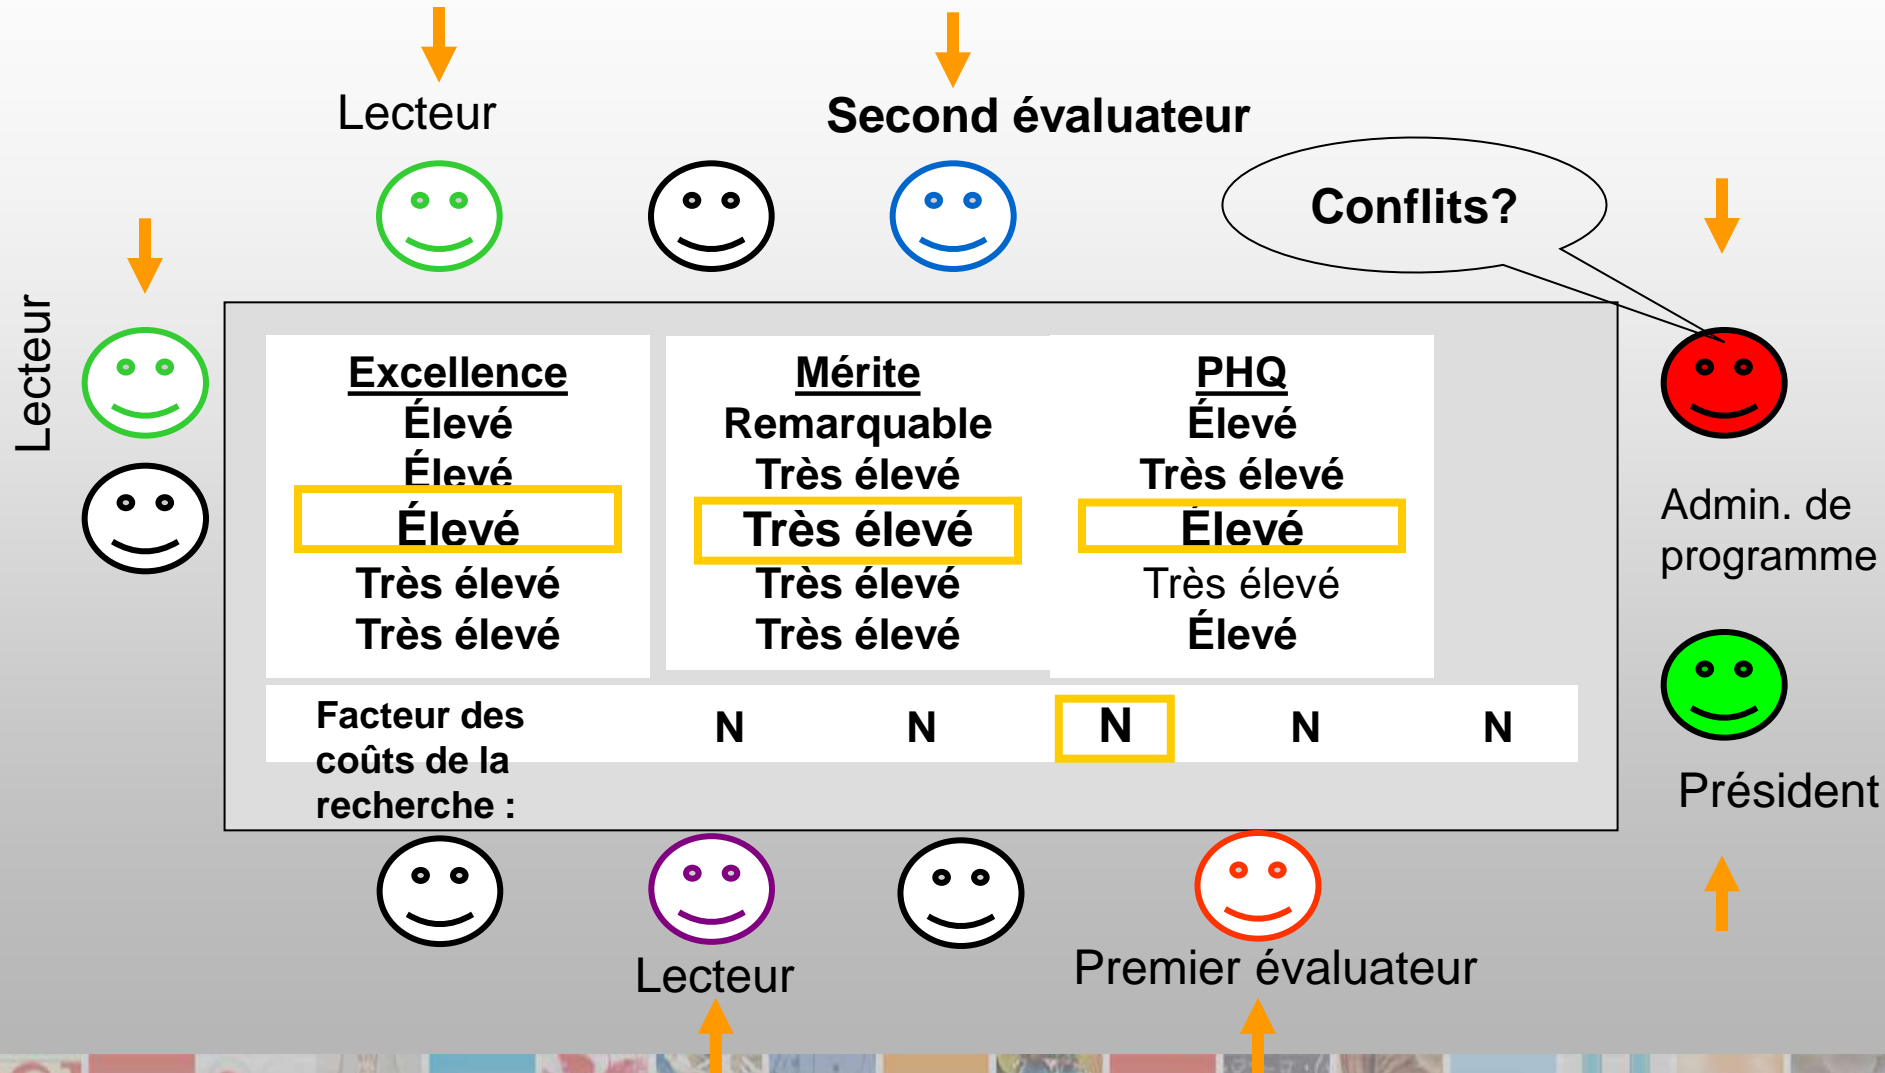 Lecteur
Second évaluateur
Conflits?
Lecteur
Excellence
Élevé
Élevé
Élevé
Très élevé
Très élevé
Mérite
Remarquable
Très élevé
Très élevé
Très élevé
Très élevé
PHQ
Élevé
Très élevé
Élevé
Très élevé
Élevé
Admin. de
programme
Facteur des
coûts de la
recherche :
N N N N N
Président
Lecteur
Premier évaluateur